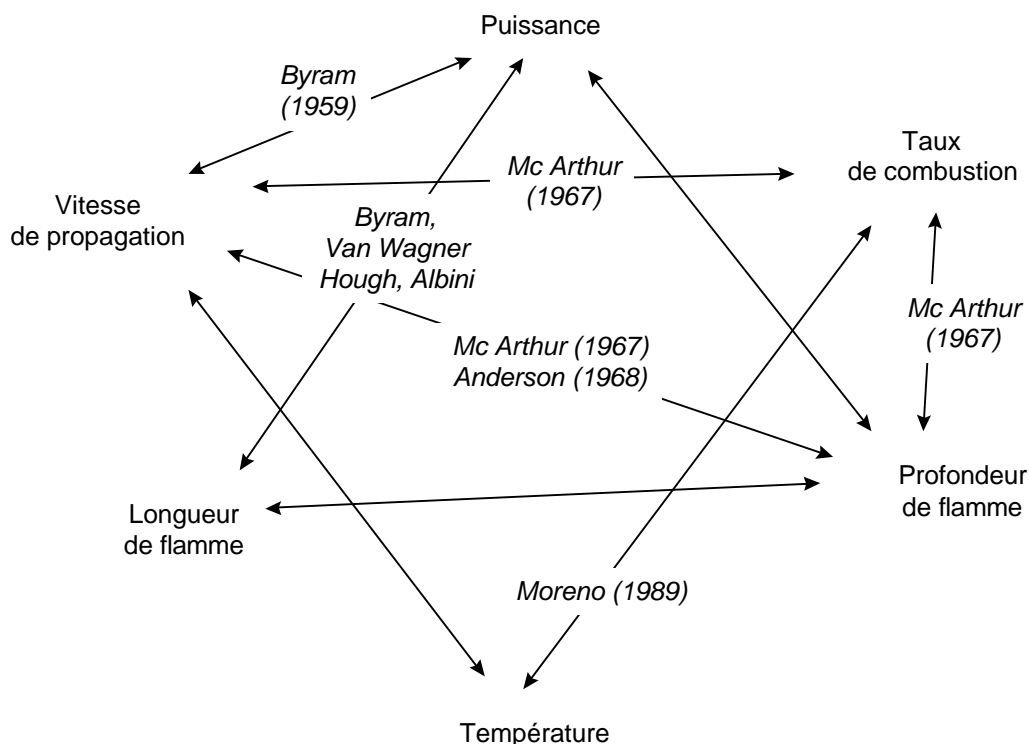 Puissance
Byram
(1959)
Taux
de combustion
Mc Arthur
(1967)
Vitesse
de propagation
Byram,
Van Wagner
Hough, Albini
Mc Arthur
(1967)
Mc Arthur (1967)
Anderson (1968)
Profondeur
de flamme
Longueur
de flamme
Moreno (1989)
Température